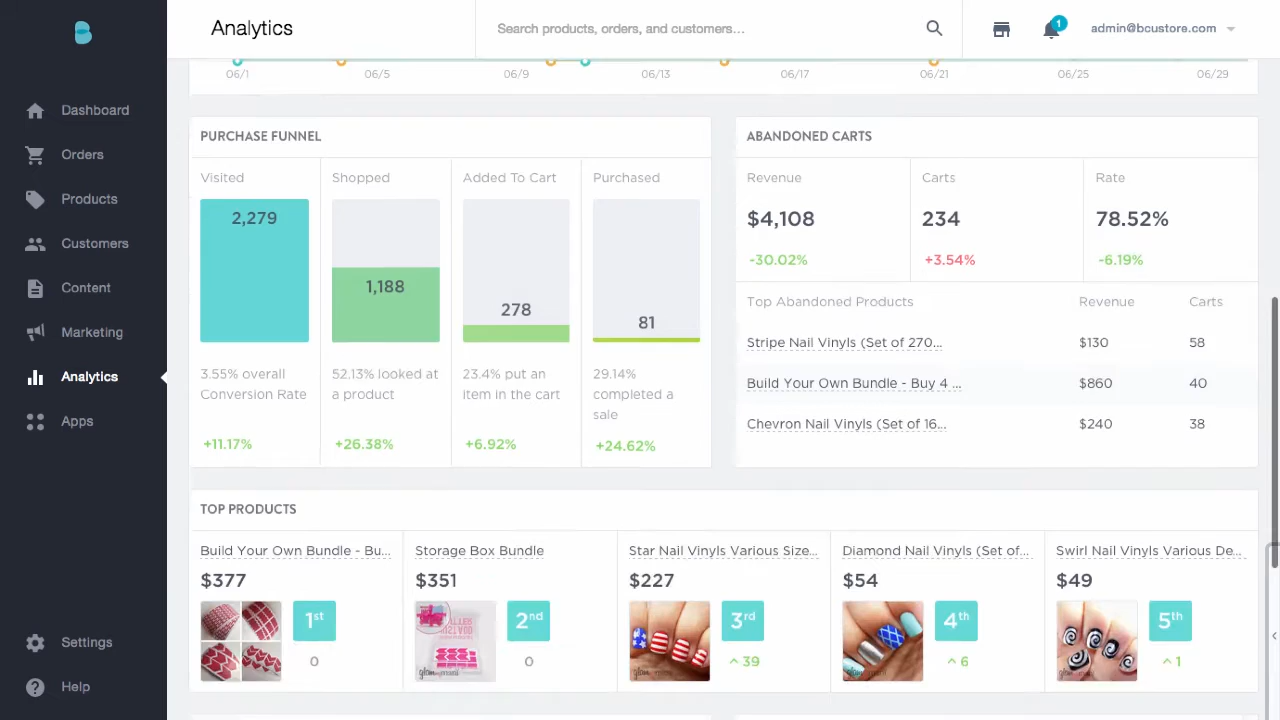 Analytics
Search products, orders, and customers...
1
admin@bcustore.com
Dashboard
Orders
Products
Customers
Content
Marketing
Analytics
Apps
Settings
Help
06/1 06/5 06/9 06/13 06/17 06/21 06/25 06/29
PURCHASE FUNNEL
Visited Shopped Added To Cart Purchased
2,279 1,188 278 81
3.55% overall
Conversion Rate
+11.17%
52.13% looked at
a product
+26.38%
23.4% put an
item in the cart
+6.92%
29.14%
completed a
sale
+24.62%
ABANDONED CARTS
Revenue Carts Rate
$4,108 234 78.52%
-30.02% +3.54% -6.19%
Top Abandoned Products Revenue Carts
Stripe Nail Vinyls (Set of 270... $130 58
Build Your Own Bundle - Buy 4 ... $860 40
Chevron Nail Vinyls (Set of 16... $240 38
TOP PRODUCTS
Build Your Own Bundle - Bu...
$377
1st
0
Storage Box Bundle
$351
2nd
0
Star Nail Vinyls Various Size...
$227
3rd
39
Diamond Nail Vinyls (Set of...
$54
4th
6
Swirl Nail Vinyls Various De...
$49
5th
1